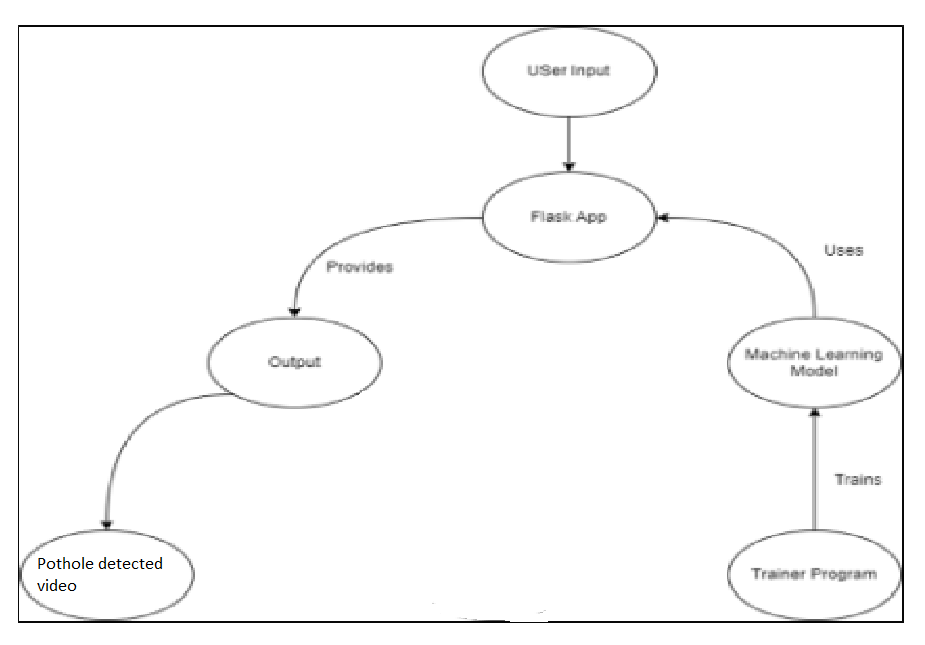 USer Input
Flask App
Uses
Provides
Machine Learning
Model
Output
Trains
Pothole detected
video
Trainer Program